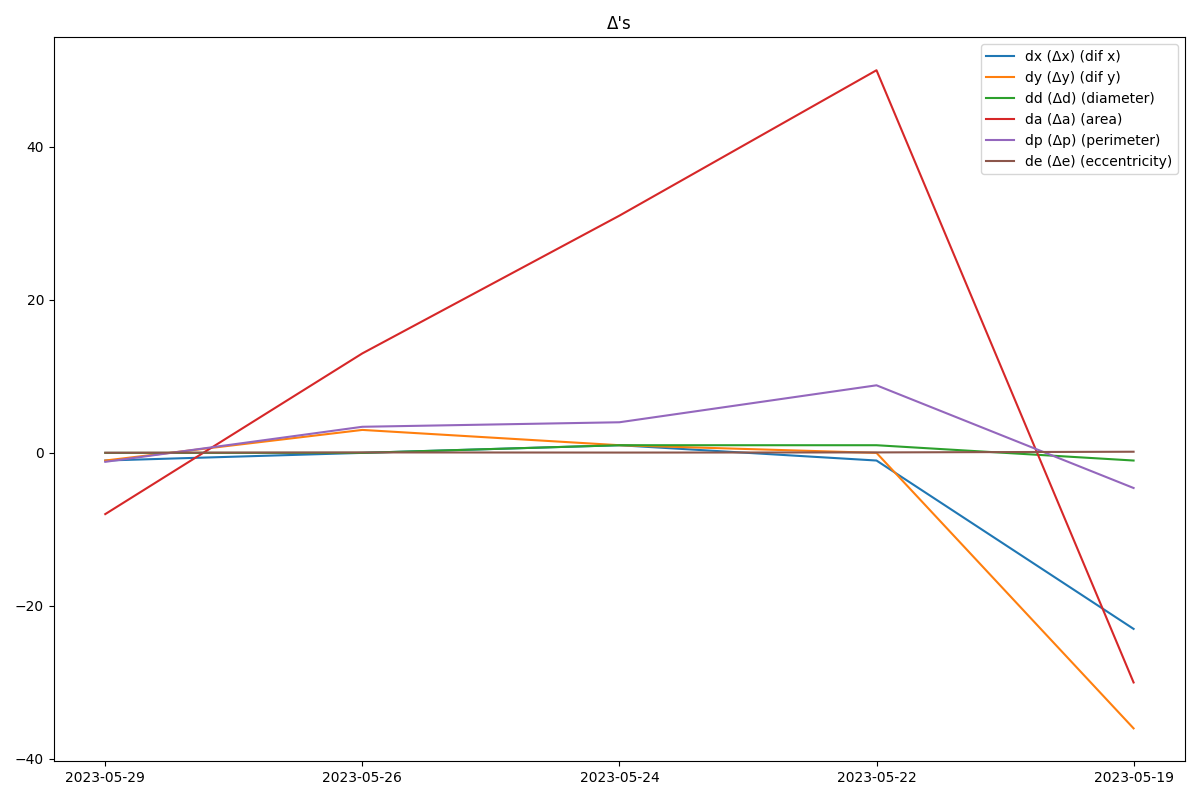 Δ's
dx (Δx) (dif x)
dy (Δy) (dif y)
dd (Δd) (diameter)
da (Δa) (area)
dp (Δp) (perimeter)
de (Δe) (eccentricity)
40
20
0
−20
−40
2023-05-29 2023-05-26 2023-05-24 2023-05-22 2023-05-19